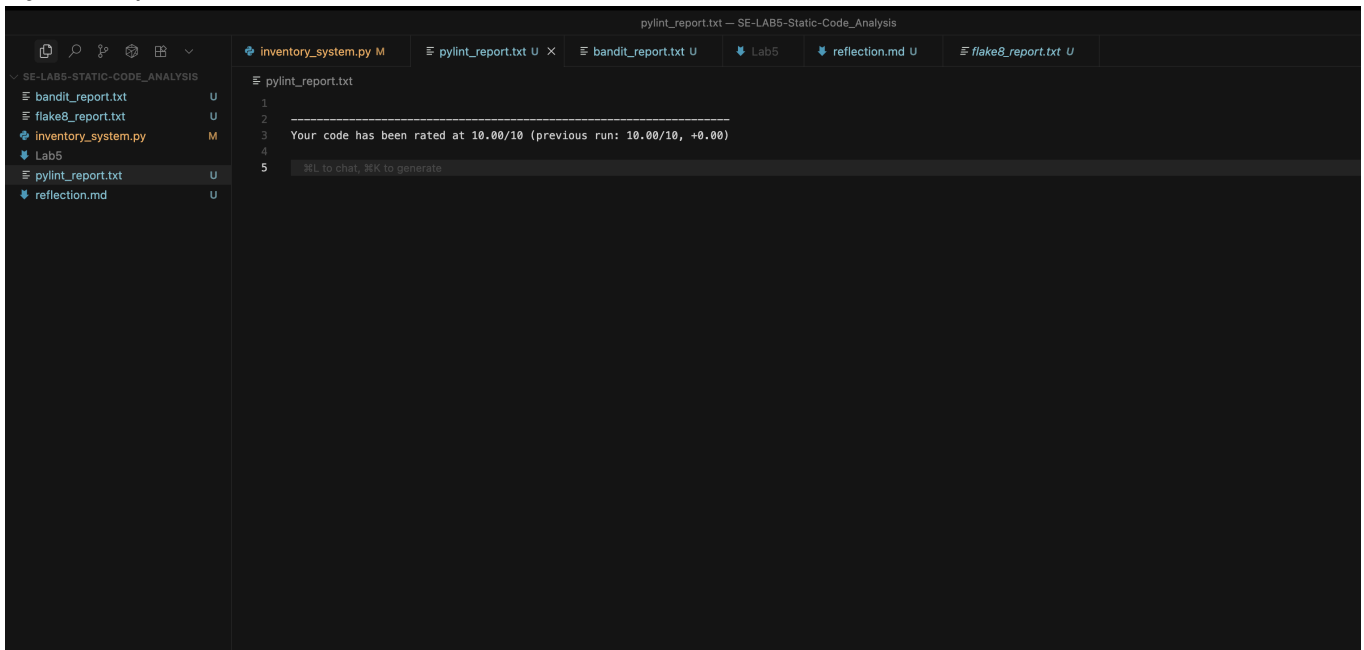 pylint_report.txt — SE-LAB5-Static-Code_Analysis
inventory_system.py M
pylint_report.txt U
bandit_report.txt U
Lab5
reflection.md U
flake8_report.txt U
SE-LAB5-STATIC-CODE_ANALYSIS
bandit_report.txt U
flake8_report.txt U
inventory_system.py M
Lab5
pylint_report.txt U
reflection.md U
pylint_report.txt
1
2 --------------------------------------------------------------------
3 Your code has been rated at 10.00/10 (previous run: 10.00/10, +0.00)
4
5 ⌘L to chat, ⌘K to generate